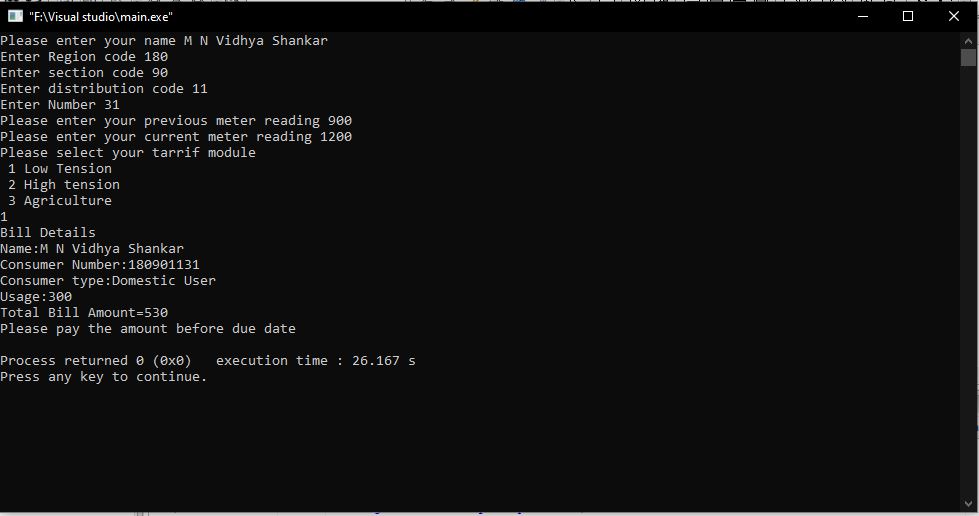 "F:\Visual studio\main.exe"
Please enter your name M N Vidhya Shankar
Enter Region code 180
Enter section code 90
Enter distribution code 11
Enter Number 31
Please enter your previous meter reading 900
Please enter your current meter reading 1200
Please select your tarrif module
 1 Low Tension
 2 High tension
 3 Agriculture
1
Bill Details
Name:M N Vidhya Shankar
Consumer Number:180901131
Consumer type:Domestic User
Usage:300
Total Bill Amount=530
Please pay the amount before due date

Process returned 0 (0x0)   execution time : 26.167 s
Press any key to continue.